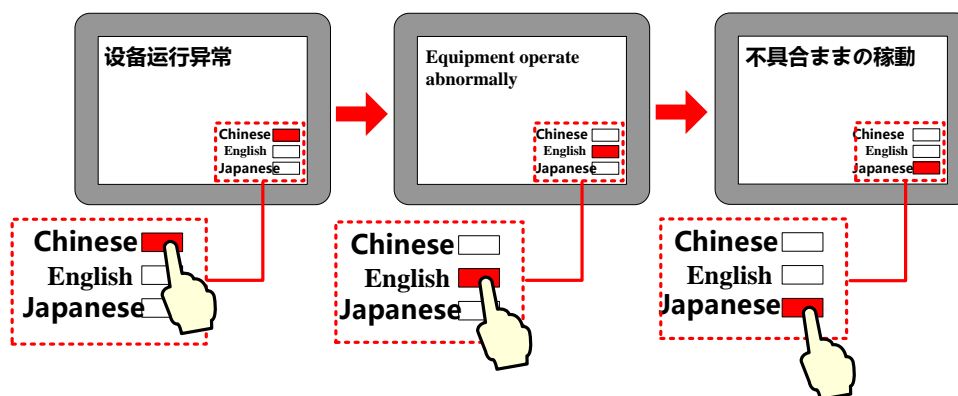 设备运行异常
Chinese
English
Japanese
Equipment operate
abnormally
Chinese
English
Japanese
不具合ままの稼動
Chinese
English
Japanese
Chinese
English
Japanese
Chinese
English
Japanese
Chinese
English
Japanese